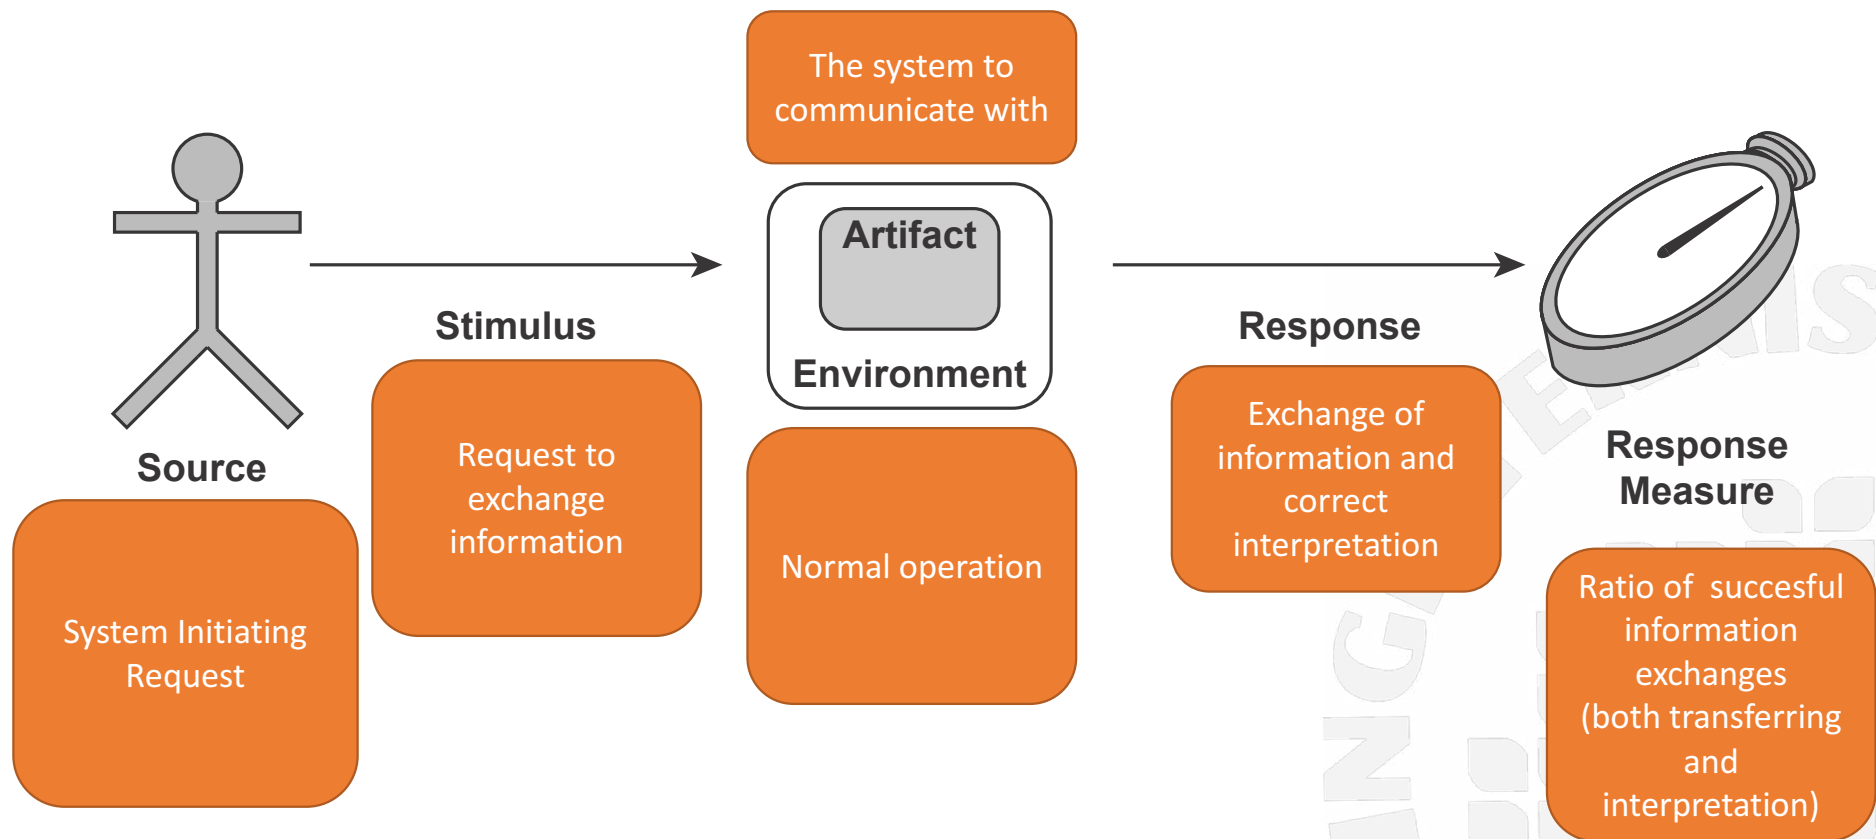 The system to
communicate with
Artifact
Environment
Stimulus
Response
Source
Response
Measure
System Initiating
Request
Request to
exchange
information
Normal operation
Exchange of
information and
correct
interpretation
Ratio of succesful
information
exchanges
(both transferring
and
interpretation)